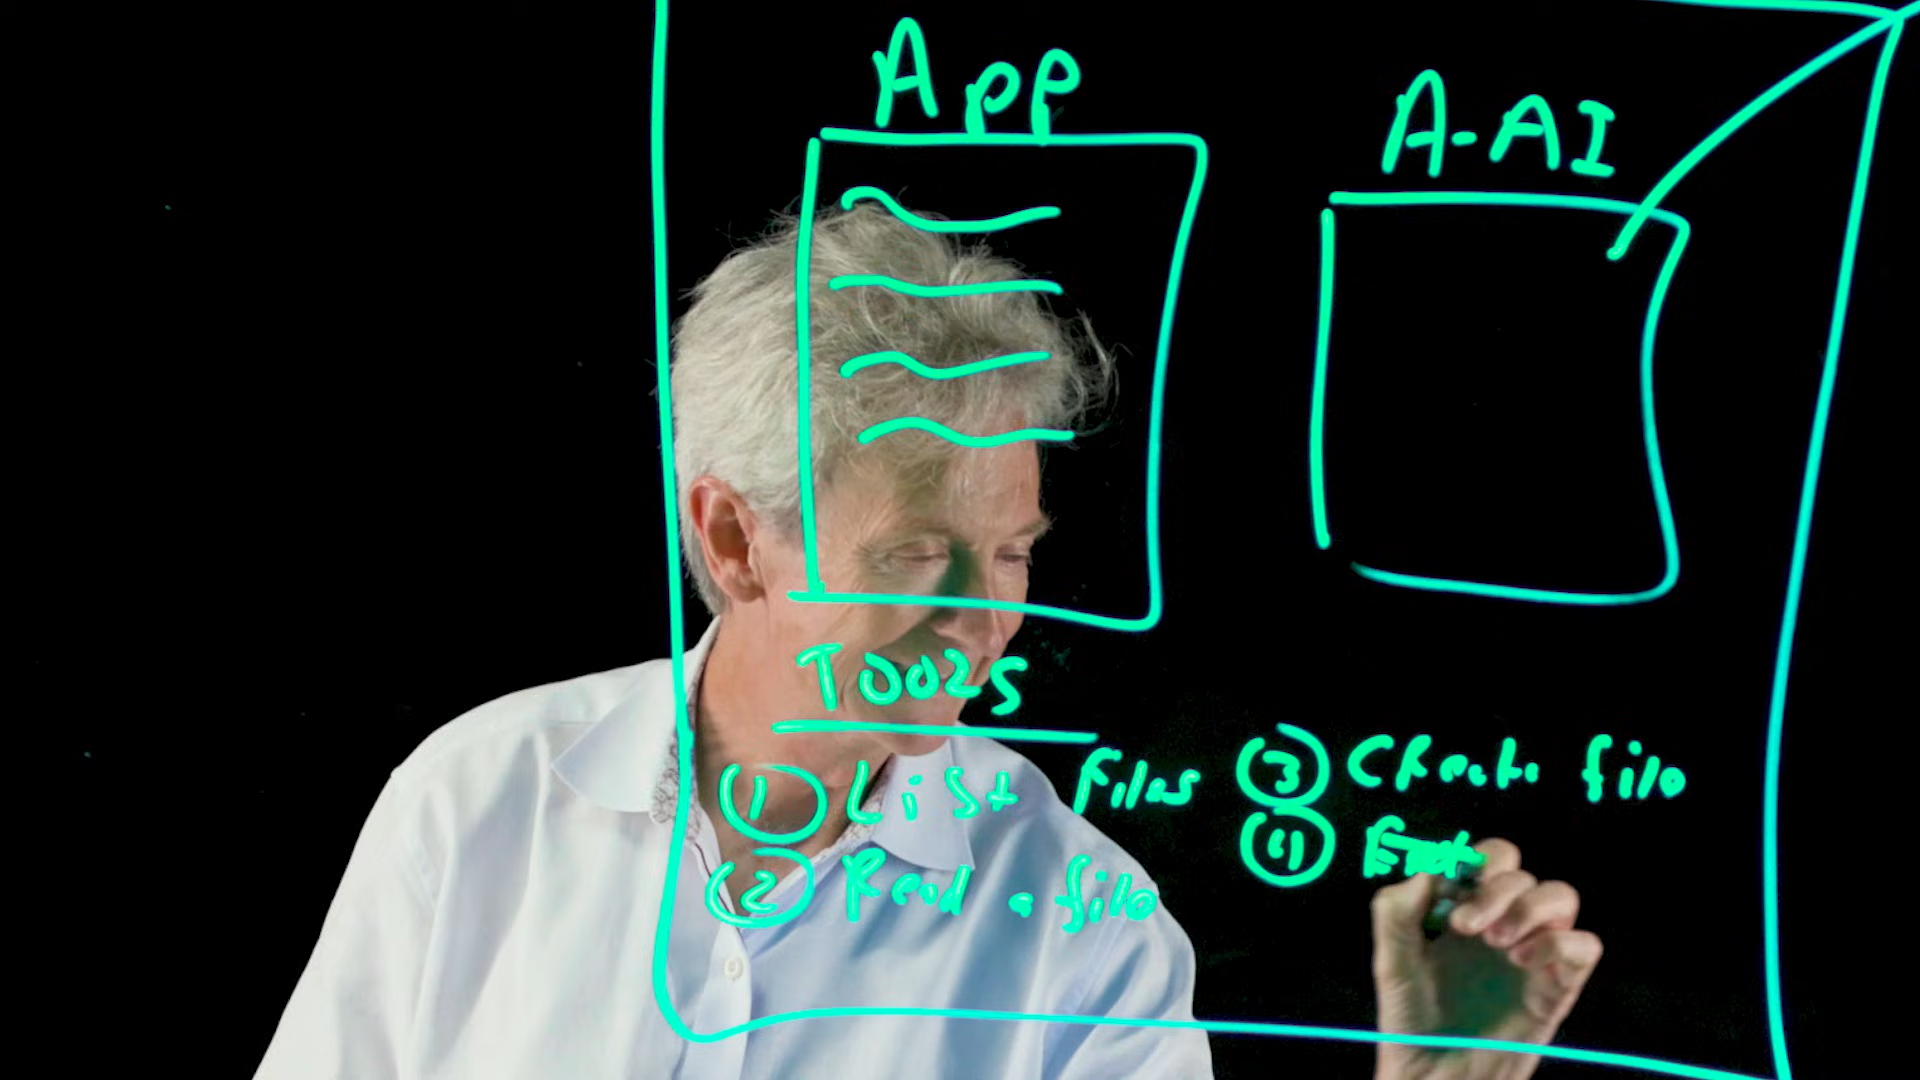 App
A-AI
Tools
① List files
② Read a file
③ Create file
④